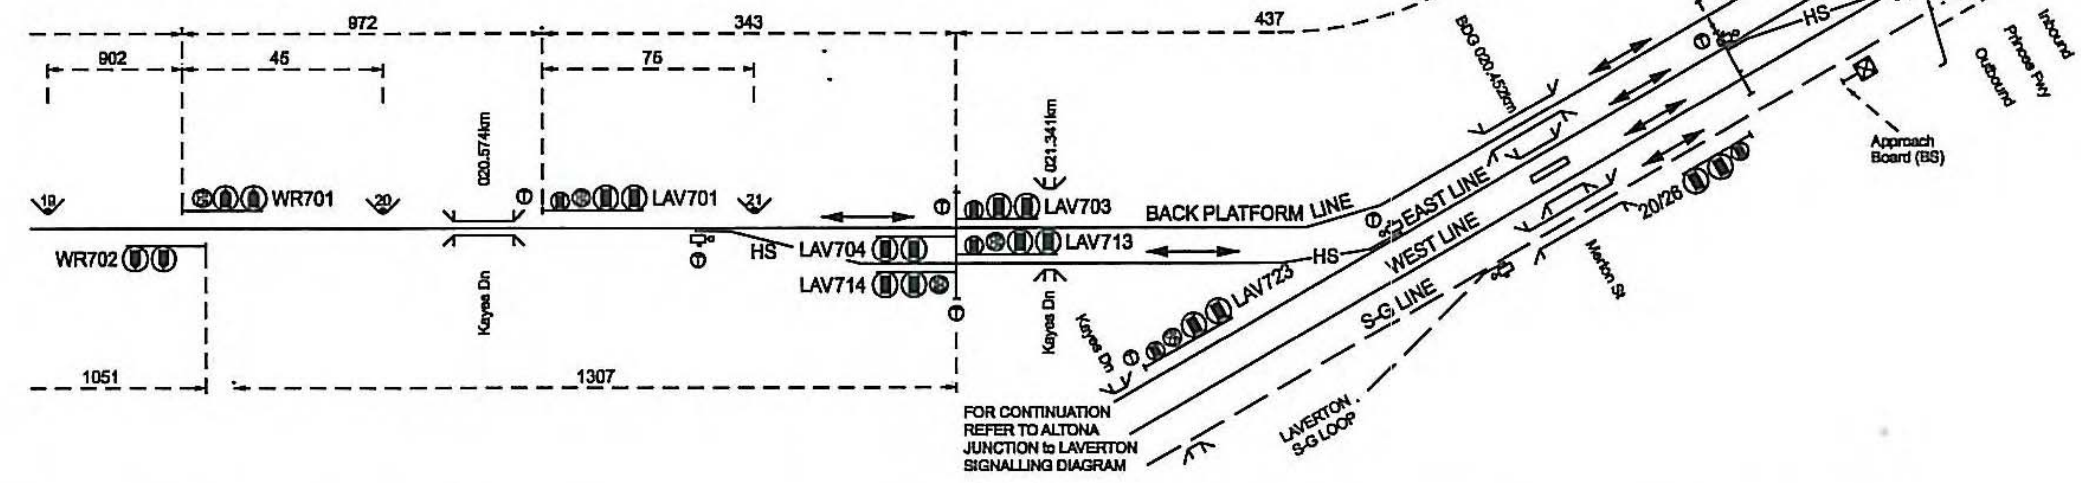 972
343
437
902
45
75
BDG 020.452km
HS
Inbound
Princes Fwy
Outbound
Approach
Board (BS)
020.574km
021.341km
19
WR701
20
LAV701
21
LAV703
BACK PLATFORM LINE
EAST LINE
20/26
WR702
HS
LAV704
LAV713
HS
WEST LINE
Merton St
LAV714
LAV723
S-G LINE
Kayes Dn
Kayes Dn
Kayes Dn
1051
1307
FOR CONTINUATION
REFER TO ALTONA
JUNCTION to LAVERTON
SIGNALLING DIAGRAM
LAVERTON
S-G LOOP